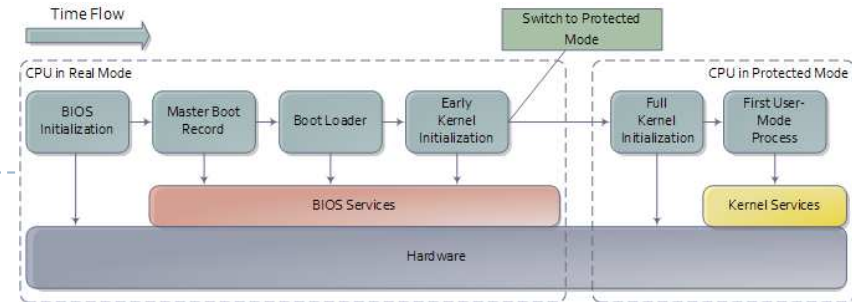 Time Flow
Switch to Protected
Mode
CPU in Real Mode
CPU in Protected Mode
BIOS
Initialization
Master Boot
Record
Boot Loader
Early
Kernel
Initialization
Full
Kernel
Initialization
First User-
Mode
Process
BIOS Services
Kernel Services
Hardware